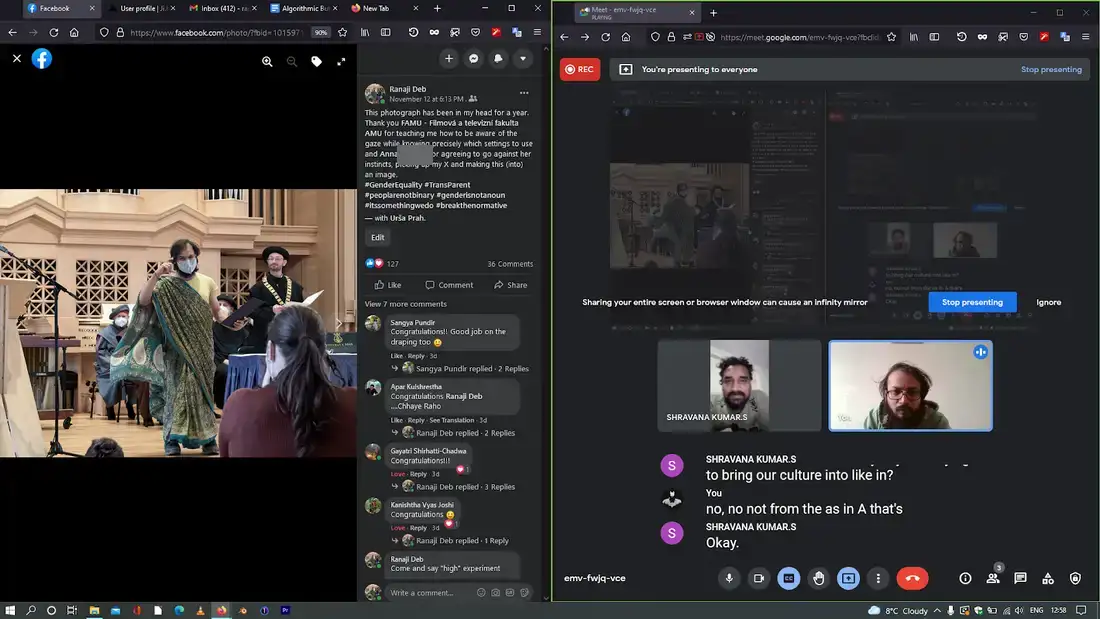 Facebook
User profile | JU
Inbox (412) - ra
Algorithmic Bu
New Tab
https://www.facebook.com/photo/?fbid=101597
90%
Ranaji Deb
November 12 at 6:13 PM
This photograph has been in my head for a year.
Thank you FAMU - Filmová a televizní fakulta
AMU for teaching me how to be aware of the
gaze while knowing precisely which settings to use
and Anna or agreeing to go against her
instincts, up my X and making this (into)
an image.
#GenderEquality #TransParent
#peoplarenotbinary #genderisnotanoun
#itssomethingwedo #breakthenormative
— with Urša Prah.
Edit
127
36 Comments
Like
Comment
Share
View 7 more comments
Sangya Pundir
Congratulations!! Good job on the
draping too
Like · Reply · 3d
Sangya Pundir replied · 2 Replies
Apar Kulshrestha
Congratulations Ranaji Deb
....Chhaye Raho
Like · Reply · See Translation · 3d
Ranaji Deb replied · 2 Replies
Gayatri Shirhatti-Chadwa
Congratulations!!!
1
Love · Reply · 3d
Ranaji Deb replied · 3 Replies
Kanishtha Vyas Joshi
Congratulations
1
Love · Reply · 3d
Ranaji Deb replied · 1 Reply
Ranaji Deb
Come and say "high" experiment
Write a comment...
Meet - emv-fwjq-vce
PLAYING
https://meet.google.com/emv-fwjq-vce?fbclid
REC
You're presenting to everyone
Stop presenting
Sharing your entire screen or browser window can cause an infinity mirror
Stop presenting
Ignore
SHRAVANA KUMAR.S
You
SHRAVANA KUMAR.S
to bring our culture into like in?
You
no, no not from the as in A that's
SHRAVANA KUMAR.S
Okay.
emv-fwjq-vce
3
8°C Cloudy
ENG
12:58